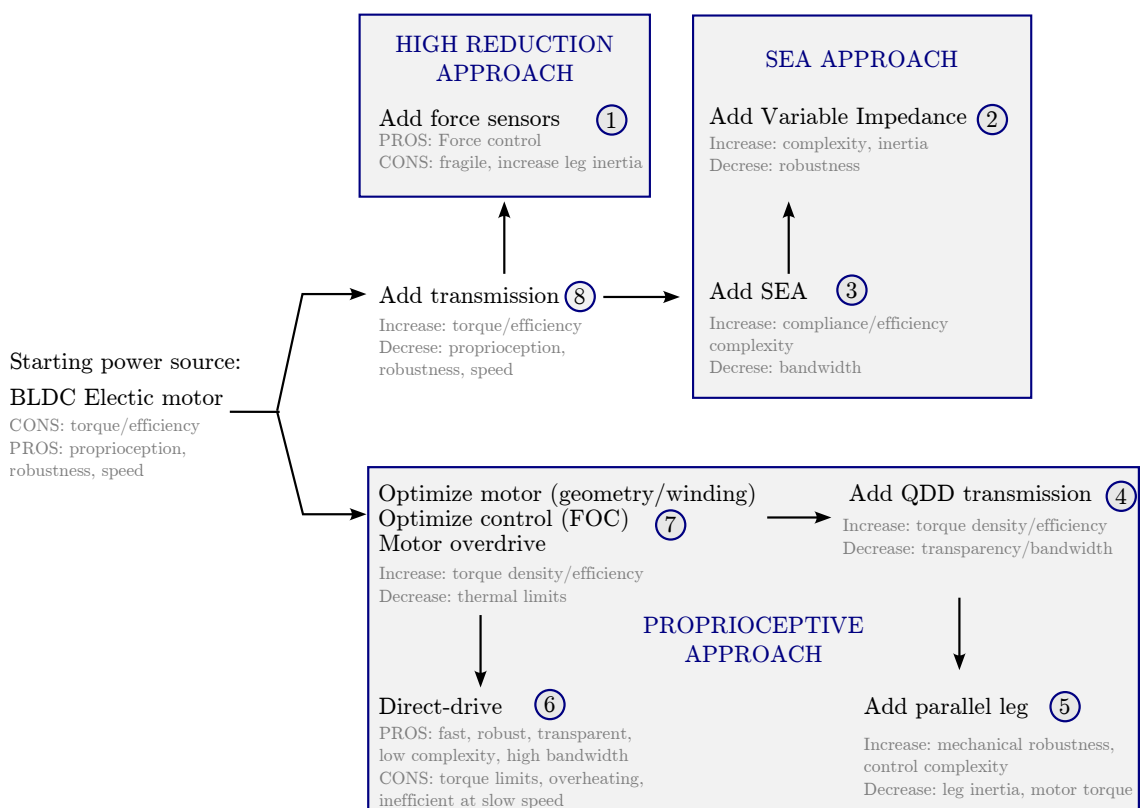 HIGH REDUCTION
APPROACH
Add force sensors 1
PROS: Force control
CONS: fragile, increase leg inertia
SEA APPROACH
Add Variable Impedance 2
Increase: complexity, inertia
Decrese: robustness
Add transmission 8
Increase: torque/efficiency
Decrese: proprioception,
robustness, speed
Add SEA 3
Increase: compliance/efficiency
complexity
Decrese: bandwidth
Starting power source:
BLDC Electic motor
CONS: torque/efficiency
PROS: proprioception,
robustness, speed
Optimize motor (geometry/winding)
Optimize control (FOC) 7
Motor overdrive
Increase: torque density/efficiency
Decrease: thermal limits
Add QDD transmission 4
Increase: torque density/efficiency
Decrease: transparency/bandwidth
PROPRIOCEPTIVE
APPROACH
Direct-drive 6
PROS: fast, robust, transparent,
low complexity, high bandwidth
CONS: torque limits, overheating,
inefficient at slow speed
Add parallel leg 5
Increase: mechanical robustness,
control complexity
Decrease: leg inertia, motor torque